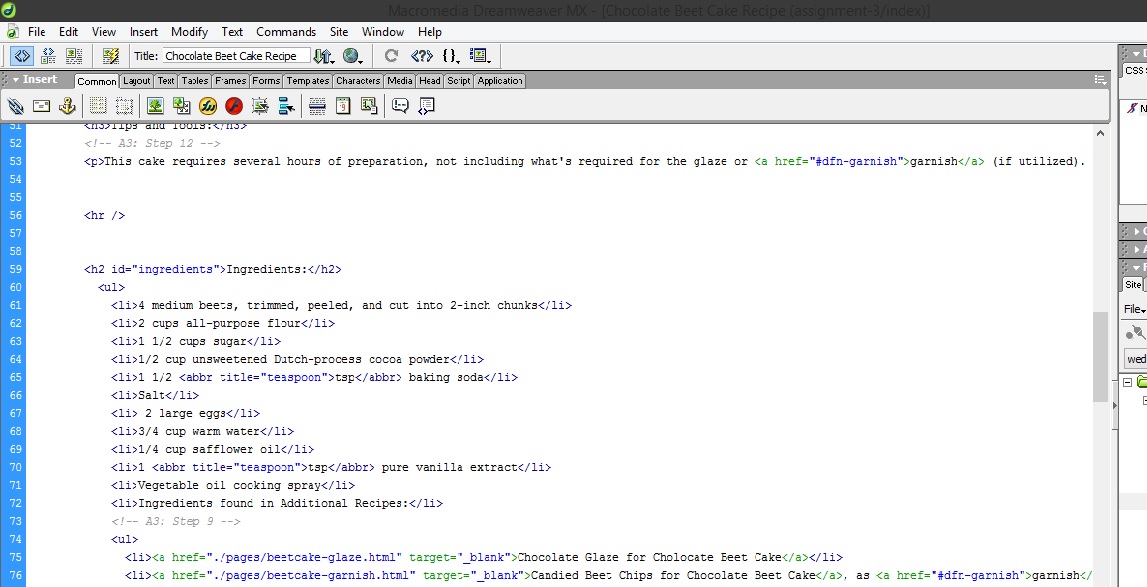 Macromedia Dreamweaver MX - [Chocolate Beet Cake Recipe (assignment-3/index)]
File Edit View Insert Modify Text Commands Site Window Help
Title: Chocolate Beet Cake Recipe
Insert Common Layout Text Tables Frames Forms Templates Characters Media Head Script Application
CSS
51 <h3>Tips and Tools:</h3>
52 <!-- A3: Step 12 -->
53 <p>This cake requires several hours of preparation, not including what's required for the glaze or <a href="#dfn-garnish">garnish</a> (if utilized).
54
55
56 <hr />
57
58
59 <h2 id="ingredients">Ingredients:</h2>
60 <ul>
61 <li>4 medium beets, trimmed, peeled, and cut into 2-inch chunks</li>
62 <li>2 cups all-purpose flour</li>
63 <li>1 1/2 cups sugar</li>
64 <li>1/2 cup unsweetened Dutch-process cocoa powder</li>
65 <li>1 1/2 <abbr title="teaspoon">tsp</abbr> baking soda</li>
66 <li>Salt</li>
67 <li> 2 large eggs</li>
68 <li>3/4 cup warm water</li>
69 <li>1/4 cup safflower oil</li>
70 <li>1 <abbr title="teaspoon">tsp</abbr> pure vanilla extract</li>
71 <li>Vegetable oil cooking spray</li>
72 <li>Ingredients found in Additional Recipes:</li>
73 <!-- A3: Step 9 -->
74 <ul>
75 <li><a href="./pages/beetcake-glaze.html" target="_blank">Chocolate Glaze for Cholocate Beet Cake</a></li>
76 <li><a href="./pages/beetcake-garnish.html" target="_blank">Candied Beet Chips for Chocolate Beet Cake</a>, as <a href="#dfn-garnish">garnish</
Site
File
wed